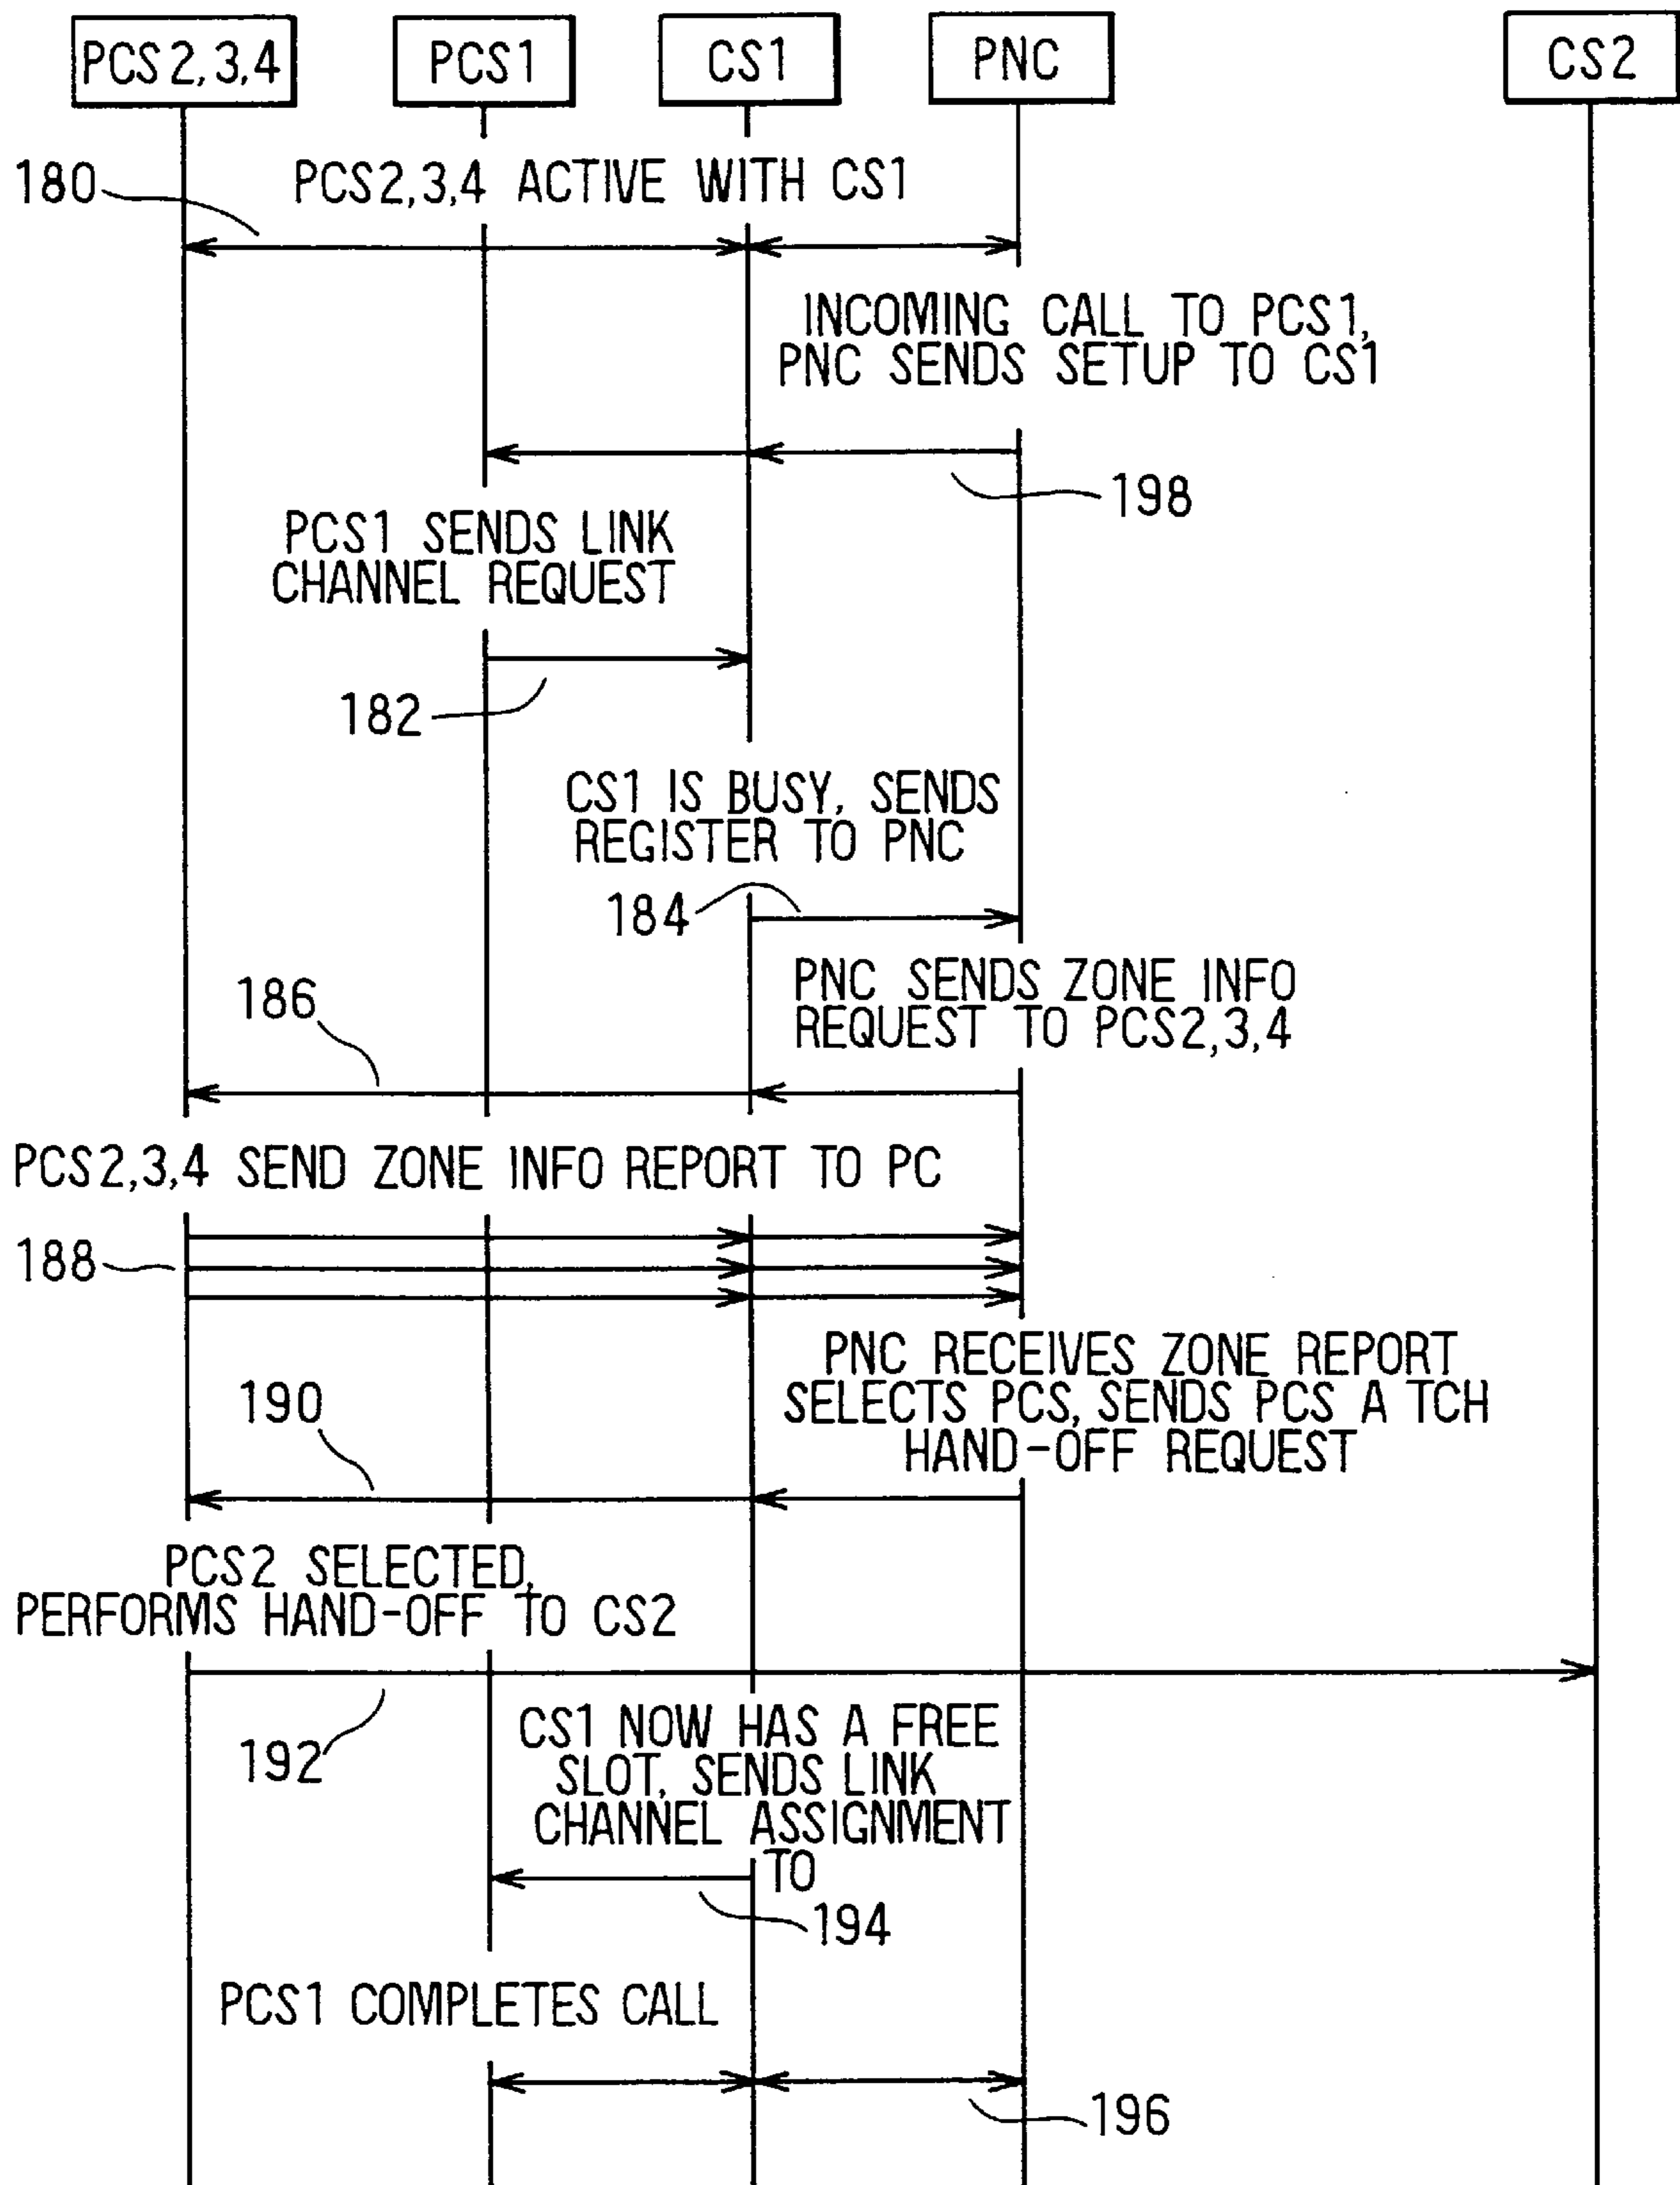 PCS2,3,4
PCS1
CS1
PNC
CS2
180
PCS2,3,4 ACTIVE WITH CS1
INCOMING CALL TO PCS1,
PNC SENDS SETUP TO CS1
198
PCS1 SENDS LINK
CHANNEL REQUEST
182
CS1 IS BUSY, SENDS
REGISTER TO PNC
184
PNC SENDS ZONE INFO
REQUEST TO PCS2,3,4
186
PCS2,3,4 SEND ZONE INFO REPORT TO PC
188
PNC RECEIVES ZONE REPORT
SELECTS PCS, SENDS PCS A TCH
HAND-OFF REQUEST
190
PCS2 SELECTED,
PERFORMS HAND-OFF TO CS2
192
CS1 NOW HAS A FREE
SLOT, SENDS LINK
CHANNEL ASSIGNMENT
TO
194
PCS1 COMPLETES CALL
196